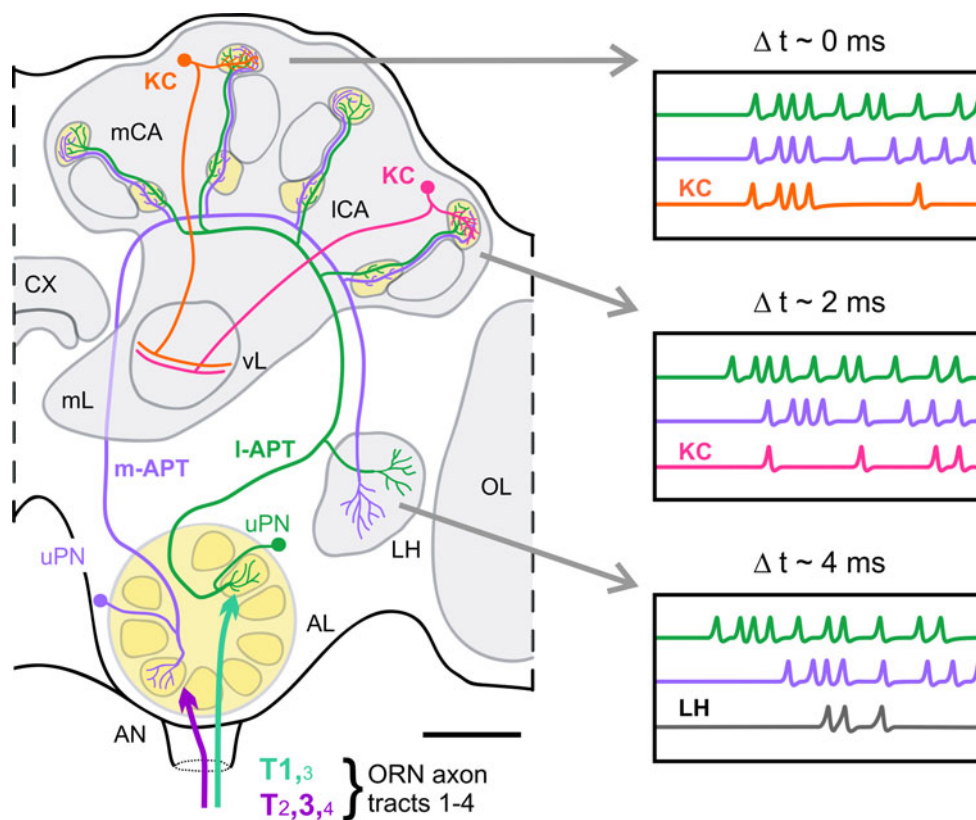 Δ t ~ 0 ms
KC
mCA
KC
KC
lCA
CX
Δ t ~ 2 ms
vL
mL
KC
m-APT
l-APT
OL
uPN
LH
uPN
Δ t ~ 4 ms
AL
LH
AN
T1,3
T2,3,4
ORN axon
tracts 1-4